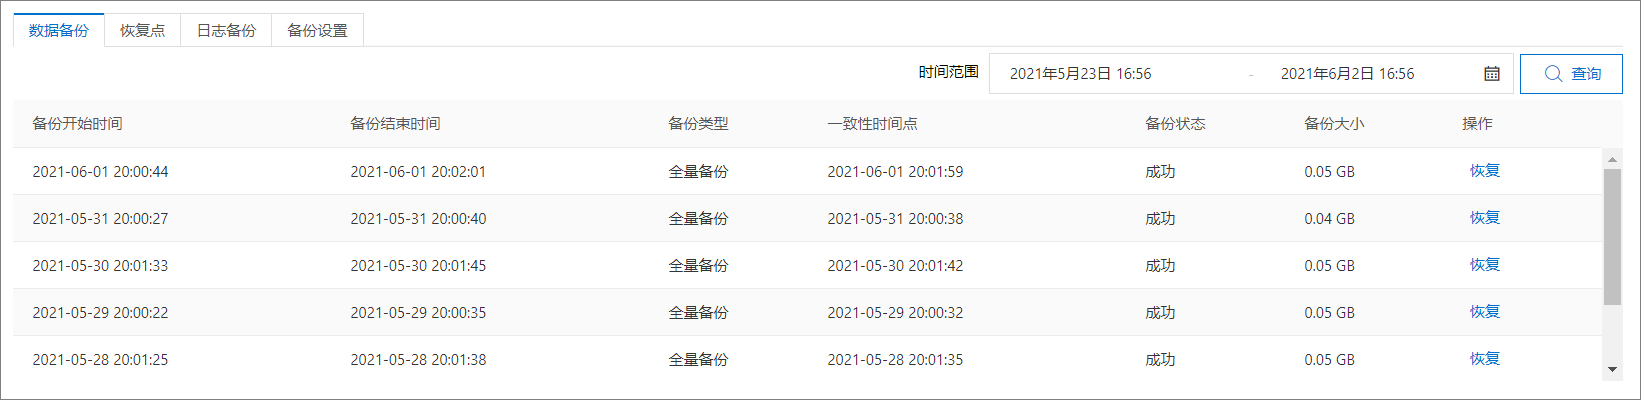 数据备份 恢复点 日志备份 备份设置
时间范围 2021年5月23日 16:56 - 2021年6月2日 16:56 查询
备份开始时间 备份结束时间 备份类型 一致性时间点 备份状态 备份大小 操作
2021-06-01 20:00:44 2021-06-01 20:02:01 全量备份 2021-06-01 20:01:59 成功 0.05 GB 恢复
2021-05-31 20:00:27 2021-05-31 20:00:40 全量备份 2021-05-31 20:00:38 成功 0.04 GB 恢复
2021-05-30 20:01:33 2021-05-30 20:01:45 全量备份 2021-05-30 20:01:42 成功 0.05 GB 恢复
2021-05-29 20:00:22 2021-05-29 20:00:35 全量备份 2021-05-29 20:00:32 成功 0.05 GB 恢复
2021-05-28 20:01:25 2021-05-28 20:01:38 全量备份 2021-05-28 20:01:35 成功 0.05 GB 恢复